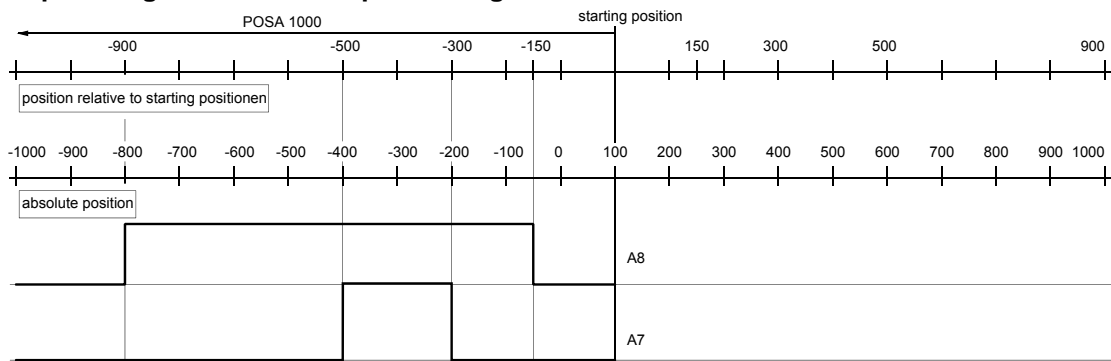 starting position
POSA 1000
-900 -500 -300 -150 150 300 500 900
position relative to starting positionen
-1000 -900 -800 -700 -600 -500 -400 -300 -200 -100 0 100 200 300 400 500 600 700 800 900 1000
absolute position
A8
A7